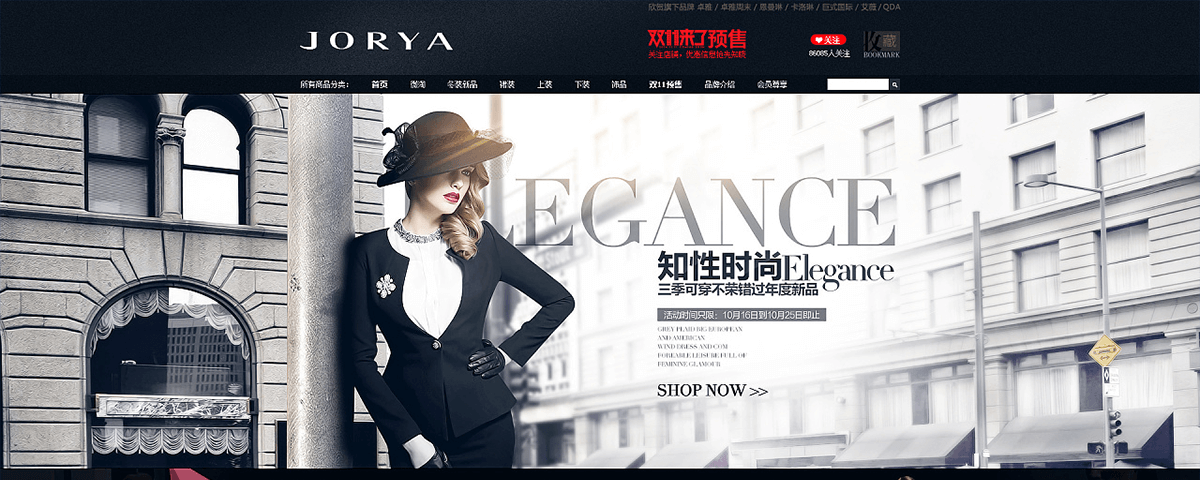 欣赏旗下品牌 卓雅 / 卓雅周末 / 恩曼琳 / 卡洛琳 / 巨式国际 / 艾薇 / QDA
JORYA
双11来了预售
关注店铺，优惠信息抢先知晓
关注
86085人关注
收藏
BOOKMARK
所有商品分类： 首页 冬装新品 裙装 上装 下装 饰品 双11预售 品牌介绍 会员尊享
ELEGANCE
知性时尚Elegance
三季可穿不荣错过年度新品
活动时间只限：10月16日到10月25日即止
GREY PLAID BIG EUROPEAN
AND AMERICAN
WIND DRESS AND COM
FOREABLE LEISURE FULL OF
FEMININE GLAMOUR
SHOP NOW >>